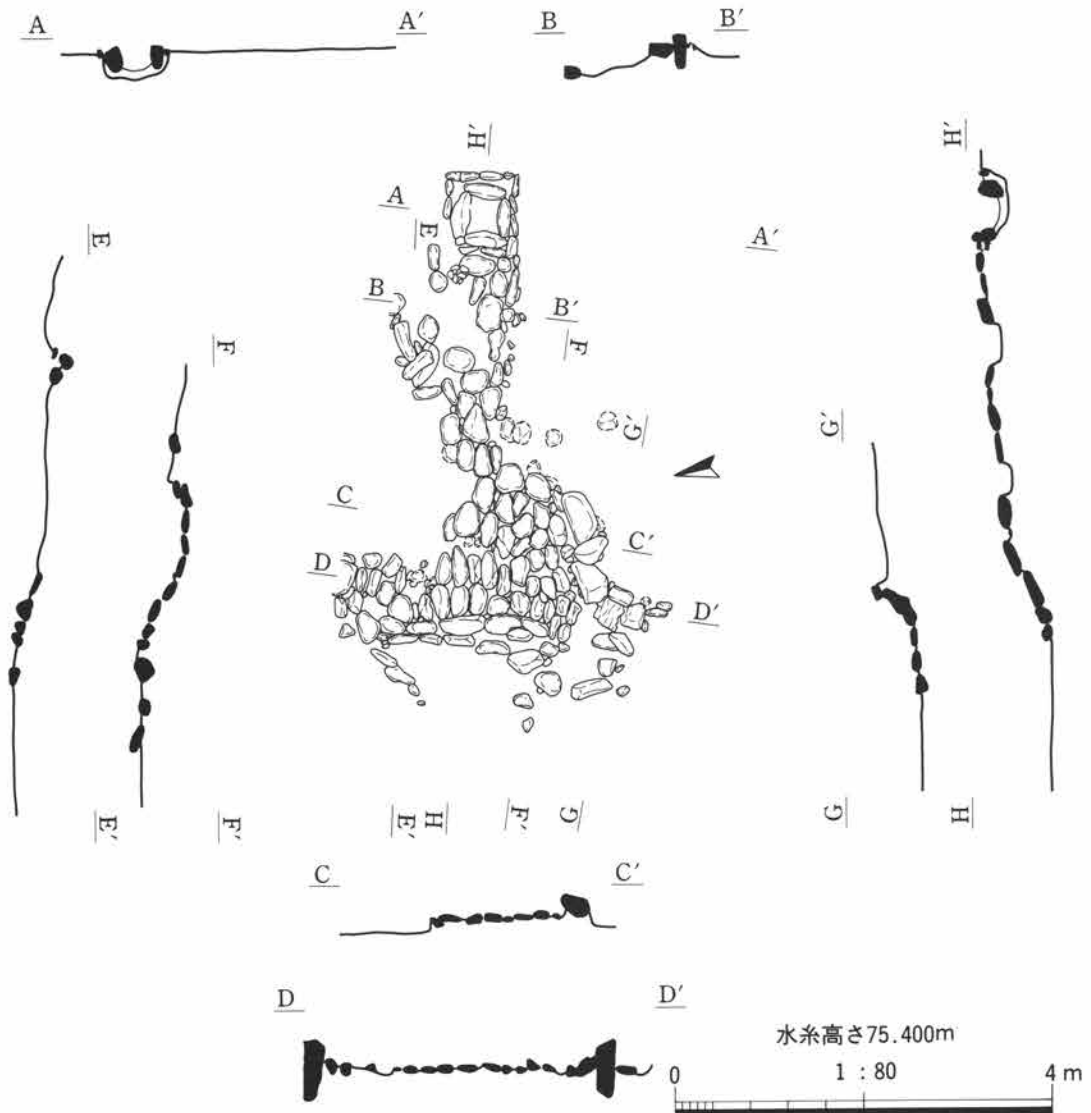 A A′ B B′
H′ H′
A
E E A′
B B′
F F
G′ G′
C
C′
D
D′
E′ F′ E′ H F′ G G H
C C′
D D′
水糸高さ75.400m
0 1：80 4 m